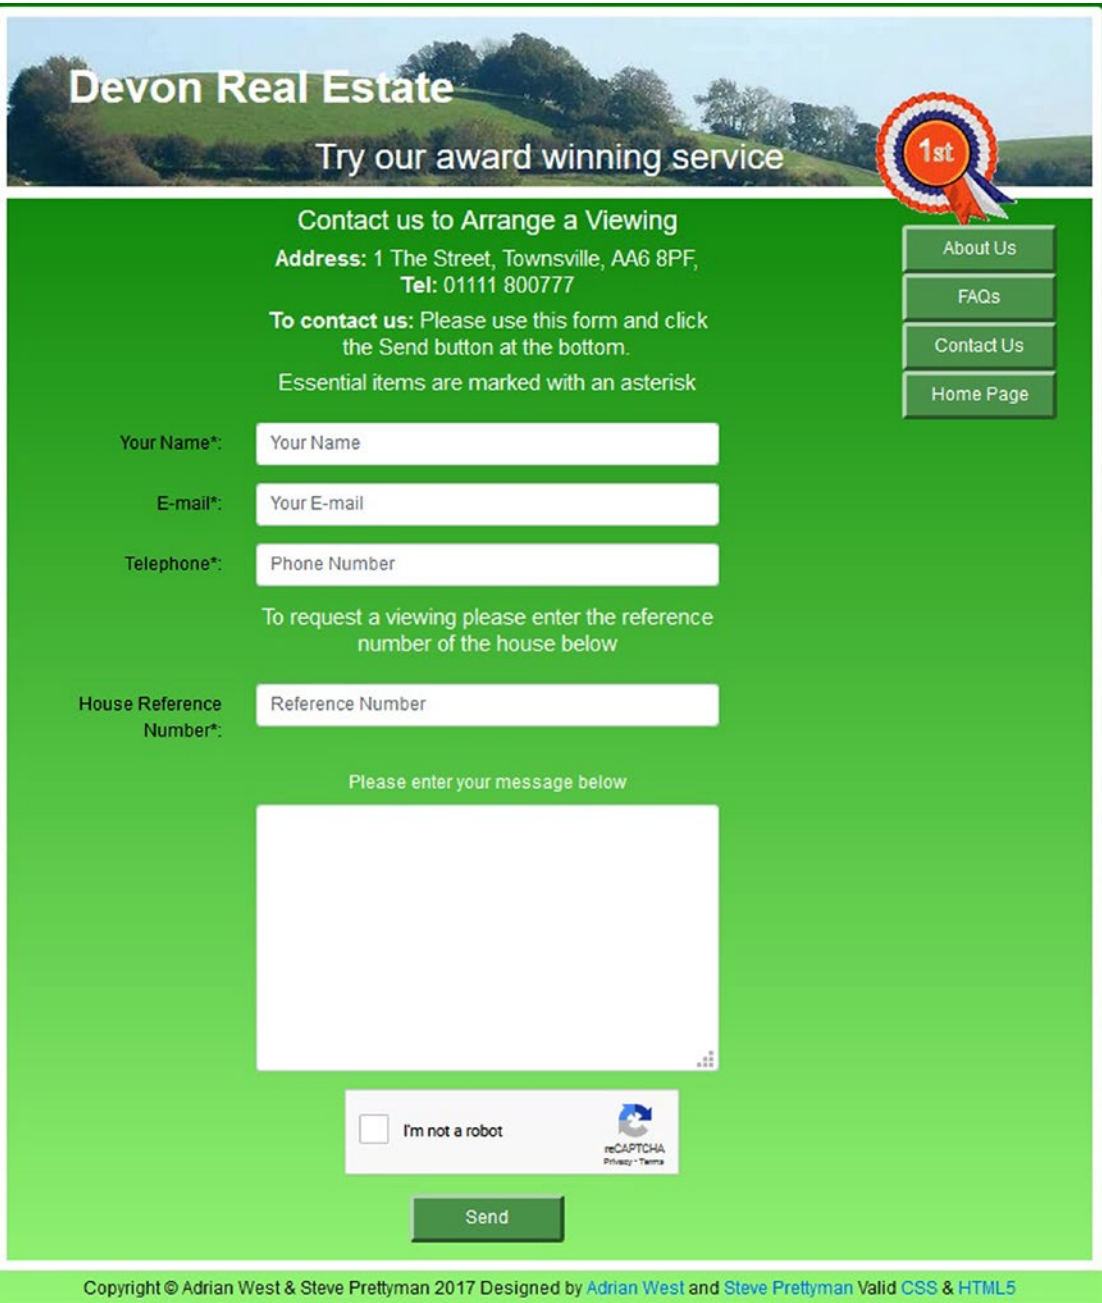 Devon Real Estate
Try our award winning service
1st
Contact us to Arrange a Viewing
Address: 1 The Street, Townsville, AA6 8PF,
Tel: 01111 800777
To contact us: Please use this form and click
the Send button at the bottom.
Essential items are marked with an asterisk
About Us
FAQs
Contact Us
Home Page
Your Name*:
Your Name
E-mail*:
Your E-mail
Telephone*:
Phone Number
To request a viewing please enter the reference
number of the house below
House Reference
Number*:
Reference Number
Please enter your message below
I'm not a robot
reCAPTCHA
Privacy - Terms
Send
Copyright © Adrian West & Steve Prettyman 2017 Designed by Adrian West and Steve Prettyman Valid CSS & HTML5